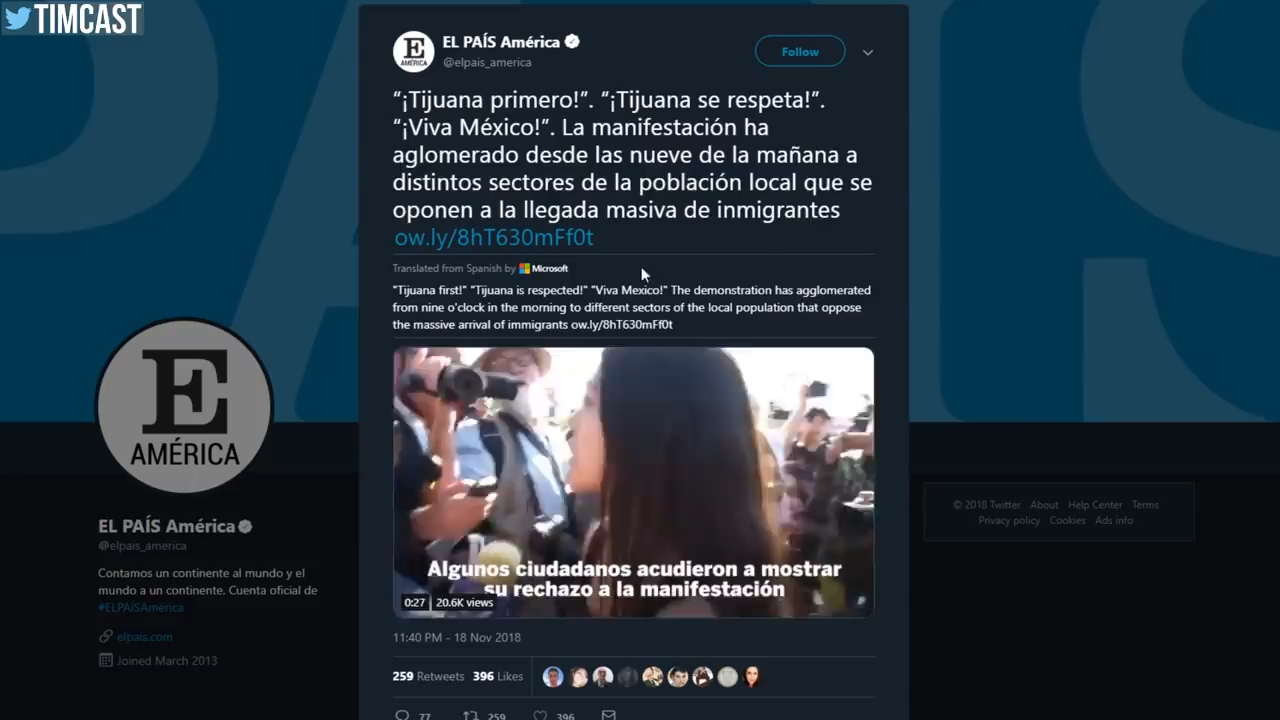 TIMCAST
E
AMÉRICA
EL PAÍS América
@elpais_america
Follow
“¡Tijuana primero!”. “¡Tijuana se respeta!”.
“¡Viva México!”. La manifestación ha
aglomerado desde las nueve de la mañana a
distintos sectores de la población local que se
oponen a la llegada masiva de inmigrantes
ow.ly/8hT630mFf0t
Translated from Spanish by Microsoft
"Tijuana first!" "Tijuana is respected!" "Viva Mexico!" The demonstration has agglomerated
from nine o'clock in the morning to different sectors of the local population that oppose
the massive arrival of immigrants ow.ly/8hT630mFf0t
Algunos ciudadanos acudieron a mostrar
su rechazo a la manifestación
0:27 | 20.6K views
11:40 PM - 18 Nov 2018
259 Retweets 396 Likes
77 259 396
E
AMÉRICA
EL PAÍS América
@elpais_america
Contamos un continente al mundo y el
mundo a un continente. Cuenta oficial de
#ELPAÍSAmérica
elpais.com
Joined March 2013
© 2018 Twitter About Help Center Terms
Privacy policy Cookies Ads info